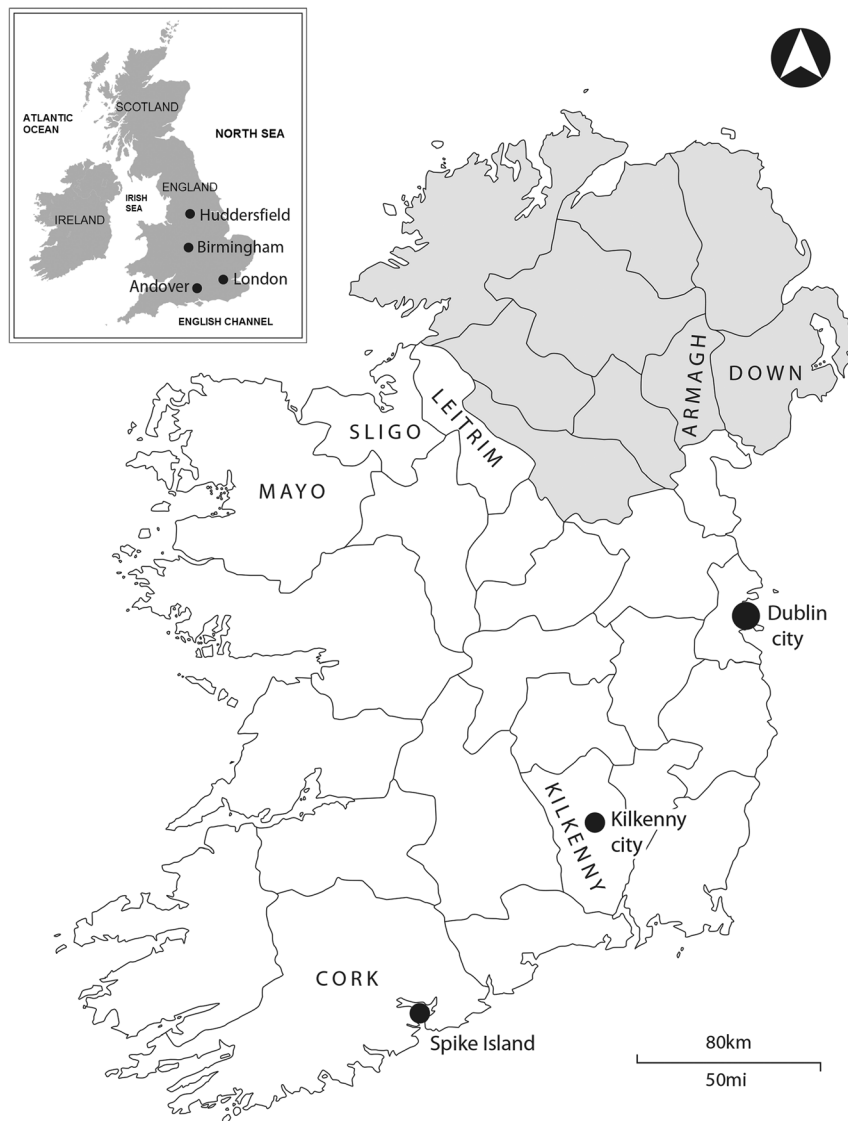 SCOTLAND
ATLANTIC
OCEAN
NORTH SEA
ENGLAND
IRISH
SEA
IRELAND
Huddersfield
Birmingham
London
Andover
ENGLISH CHANNEL
ARMAGH
DOWN
LEITRIM
SLIGO
MAYO
Dublin
city
KILKENNY
Kilkenny
city
CORK
Spike Island
80km
50mi